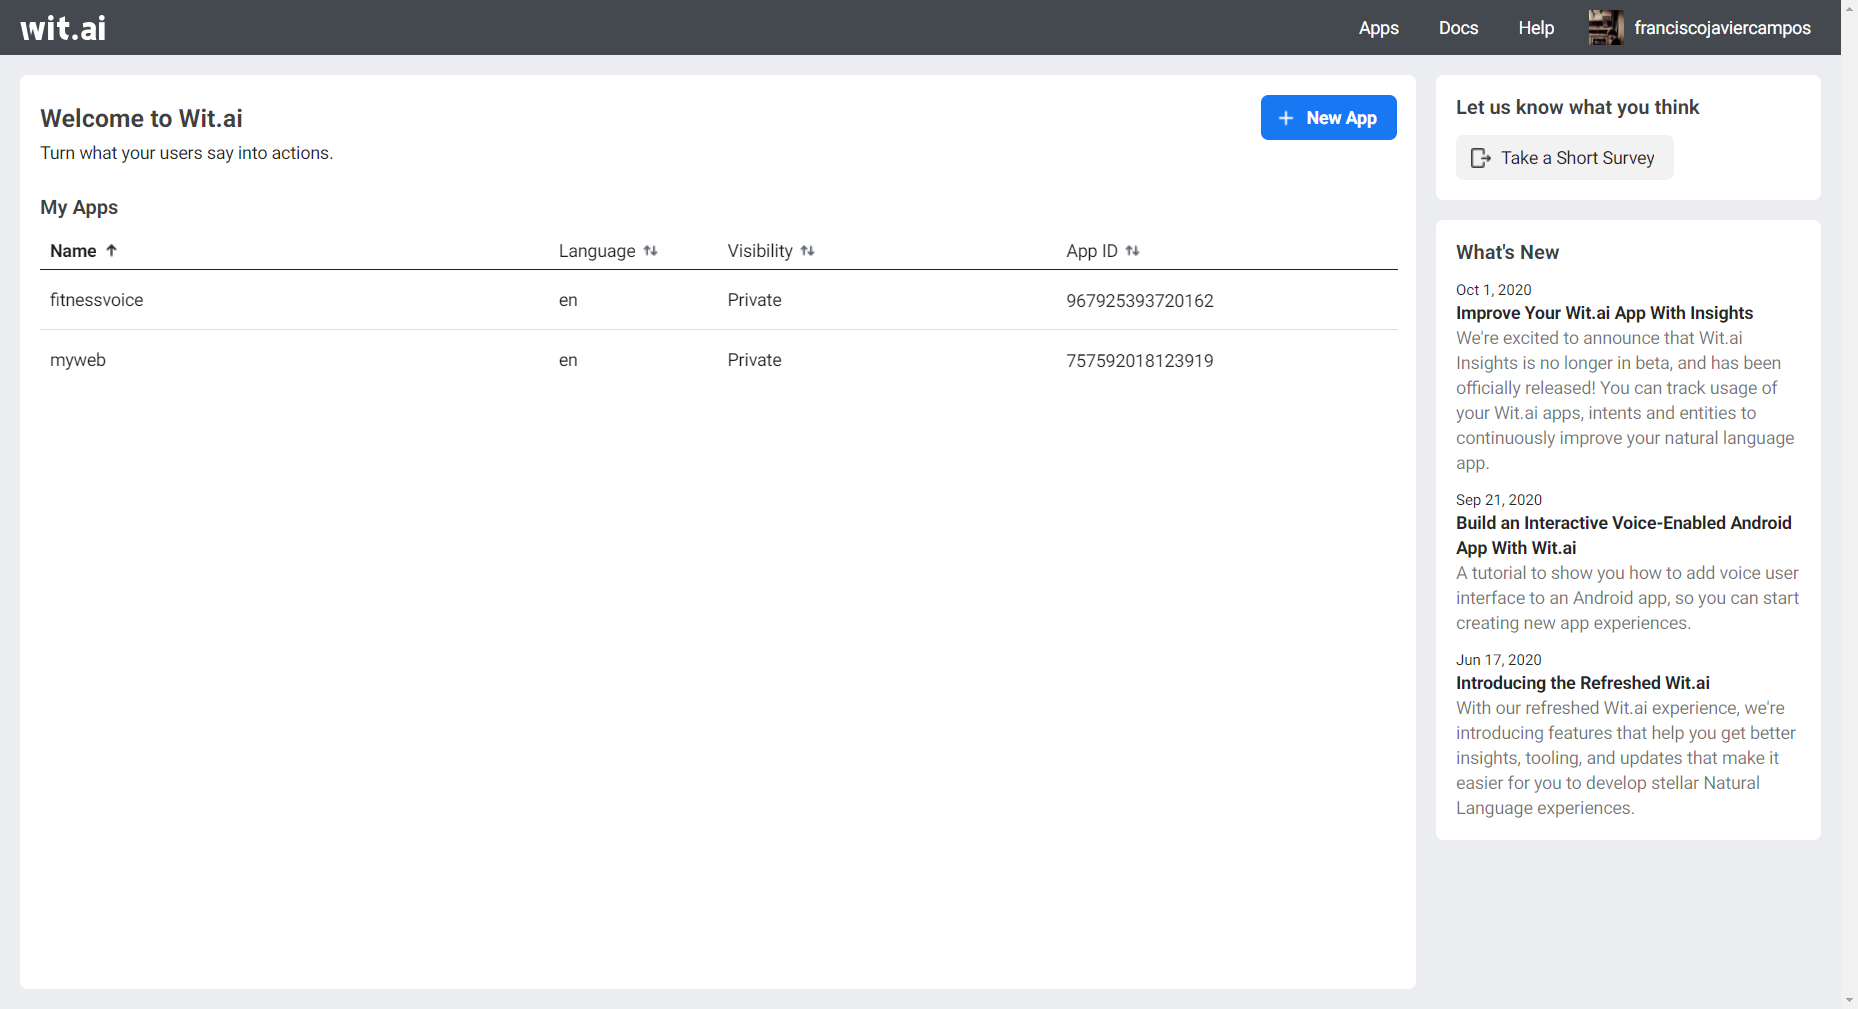 wit.ai
Apps Docs Help franciscojaviercampos
Welcome to Wit.ai
Turn what your users say into actions.
+ New App
My Apps
Name Language Visibility App ID
fitnessvoice en Private 967925393720162
myweb en Private 757592018123919
Let us know what you think
Take a Short Survey
What's New
Oct 1, 2020
Improve Your Wit.ai App With Insights
We're excited to announce that Wit.ai
Insights is no longer in beta, and has been
officially released! You can track usage of
your Wit.ai apps, intents and entities to
continuously improve your natural language
app.
Sep 21, 2020
Build an Interactive Voice-Enabled Android
App With Wit.ai
A tutorial to show you how to add voice user
interface to an Android app, so you can start
creating new app experiences.
Jun 17, 2020
Introducing the Refreshed Wit.ai
With our refreshed Wit.ai experience, we're
introducing features that help you get better
insights, tooling, and updates that make it
easier for you to develop stellar Natural
Language experiences.